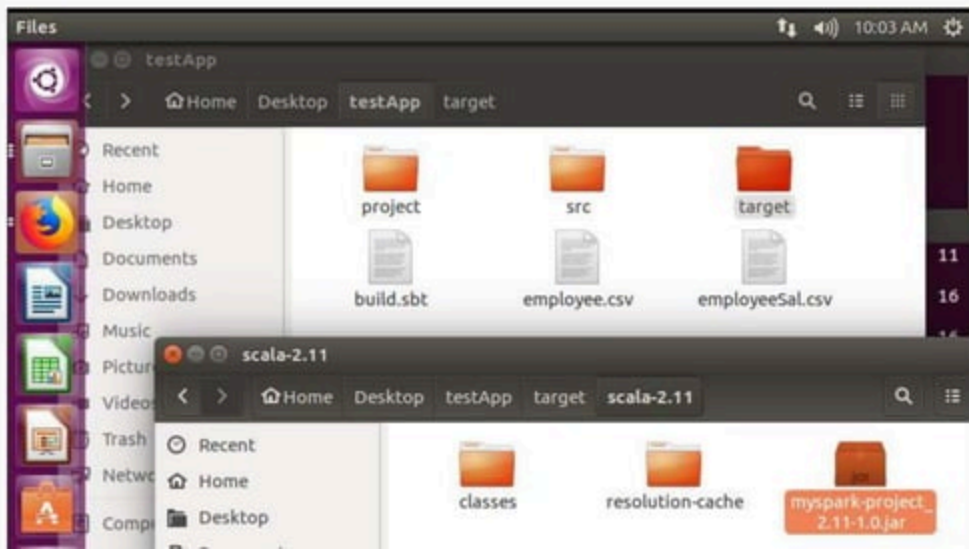 Files
10:03 AM
testApp
Home Desktop testApp target
Recent
Home
Desktop
Documents
Downloads
Music
Videos
Trash
project
src
target
build.sbt
employee.csv
employeeSal.csv
11
16
scala-2.11
Home Desktop testApp target scala-2.11
Recent
Home
Desktop
classes
resolution-cache
jar
myspark-project_
2.11-1.0.jar